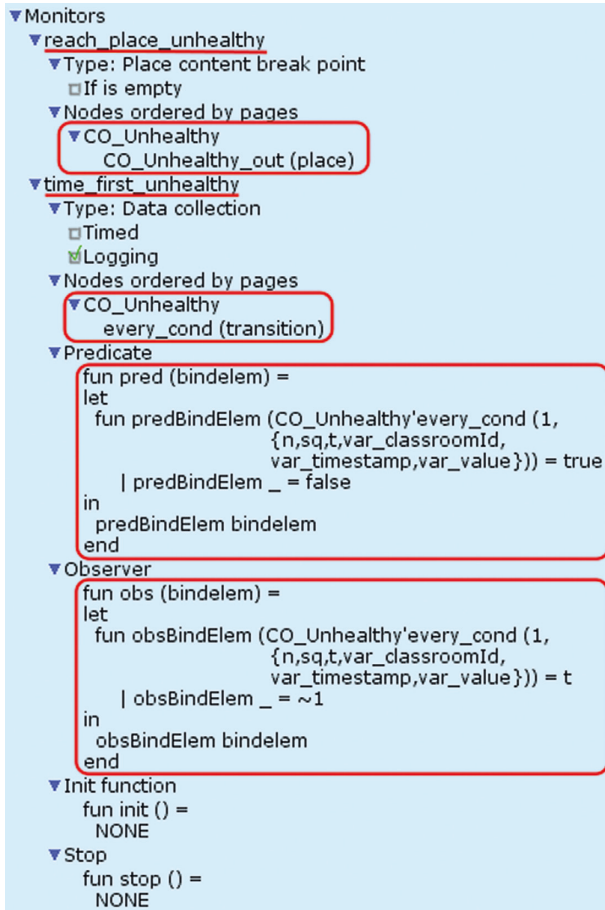 Monitors
reach_place_unhealthy
Type: Place content break point
If is empty
Nodes ordered by pages
CO_Unhealthy
CO_Unhealthy_out (place)
time_first_unhealthy
Type: Data collection
Timed
Logging
Nodes ordered by pages
CO_Unhealthy
every_cond (transition)
Predicate
fun pred (bindelem) =
let
fun predBindElem (CO_Unhealthy'every_cond (1,
{n,sq,t,var_classroomId,
var_timestamp,var_value})) = true
| predBindElem _ = false
in
predBindElem bindelem
end
Observer
fun obs (bindelem) =
let
fun obsBindElem (CO_Unhealthy'every_cond (1,
{n,sq,t,var_classroomId,
var_timestamp,var_value})) = t
| obsBindElem _ = ~1
in
obsBindElem bindelem
end
Init function
fun init () =
NONE
Stop
fun stop () =
NONE